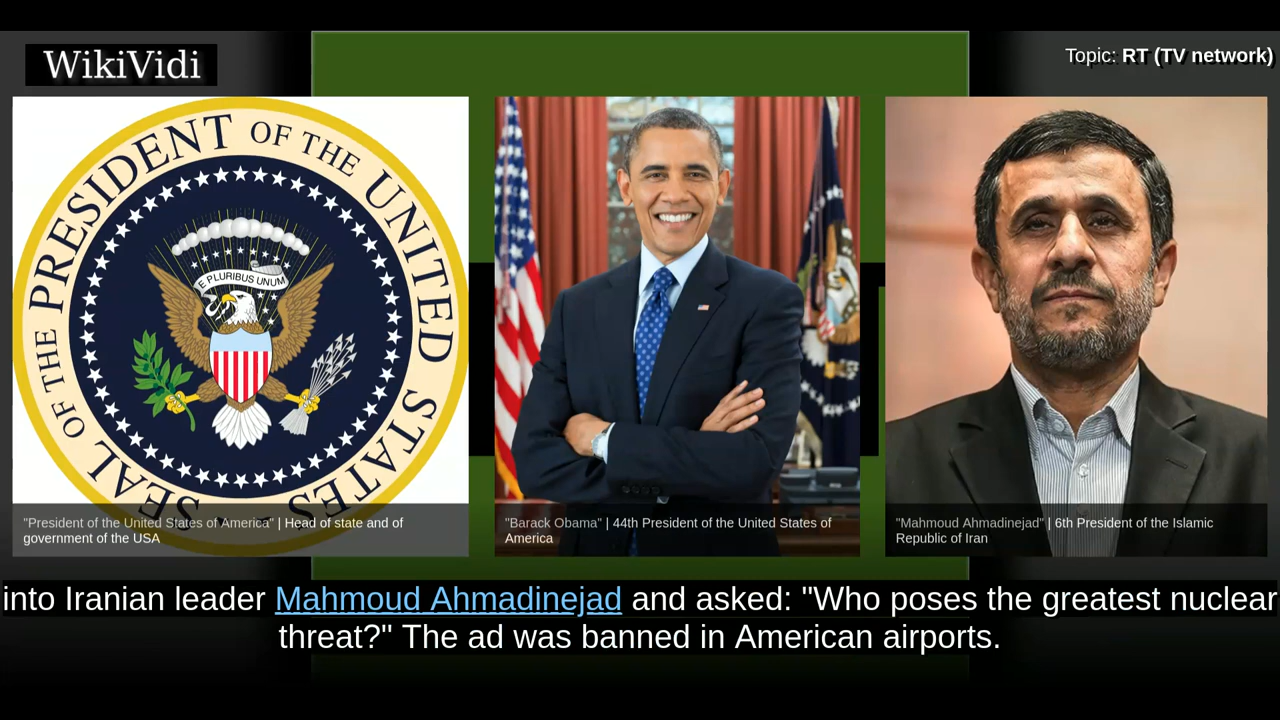 WikiVidi
Topic: RT (TV network)
SEAL OF THE PRESIDENT OF THE UNITED STATES
E PLURIBUS UNUM
"President of the United States of America" | Head of state and of
government of the USA
"Barack Obama" | 44th President of the United States of
America
"Mahmoud Ahmadinejad" | 6th President of the Islamic
Republic of Iran
into Iranian leader Mahmoud Ahmadinejad and asked: "Who poses the greatest nuclear
threat?" The ad was banned in American airports.